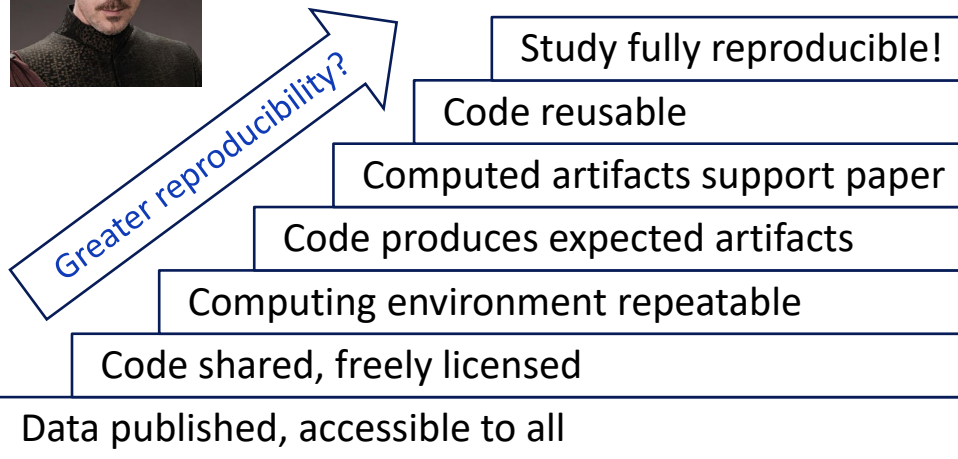 Study fully reproducible!
Greater reproducibility?
Code reusable
Computed artifacts support paper
Code produces expected artifacts
Computing environment repeatable
Code shared, freely licensed
Data published, accessible to all